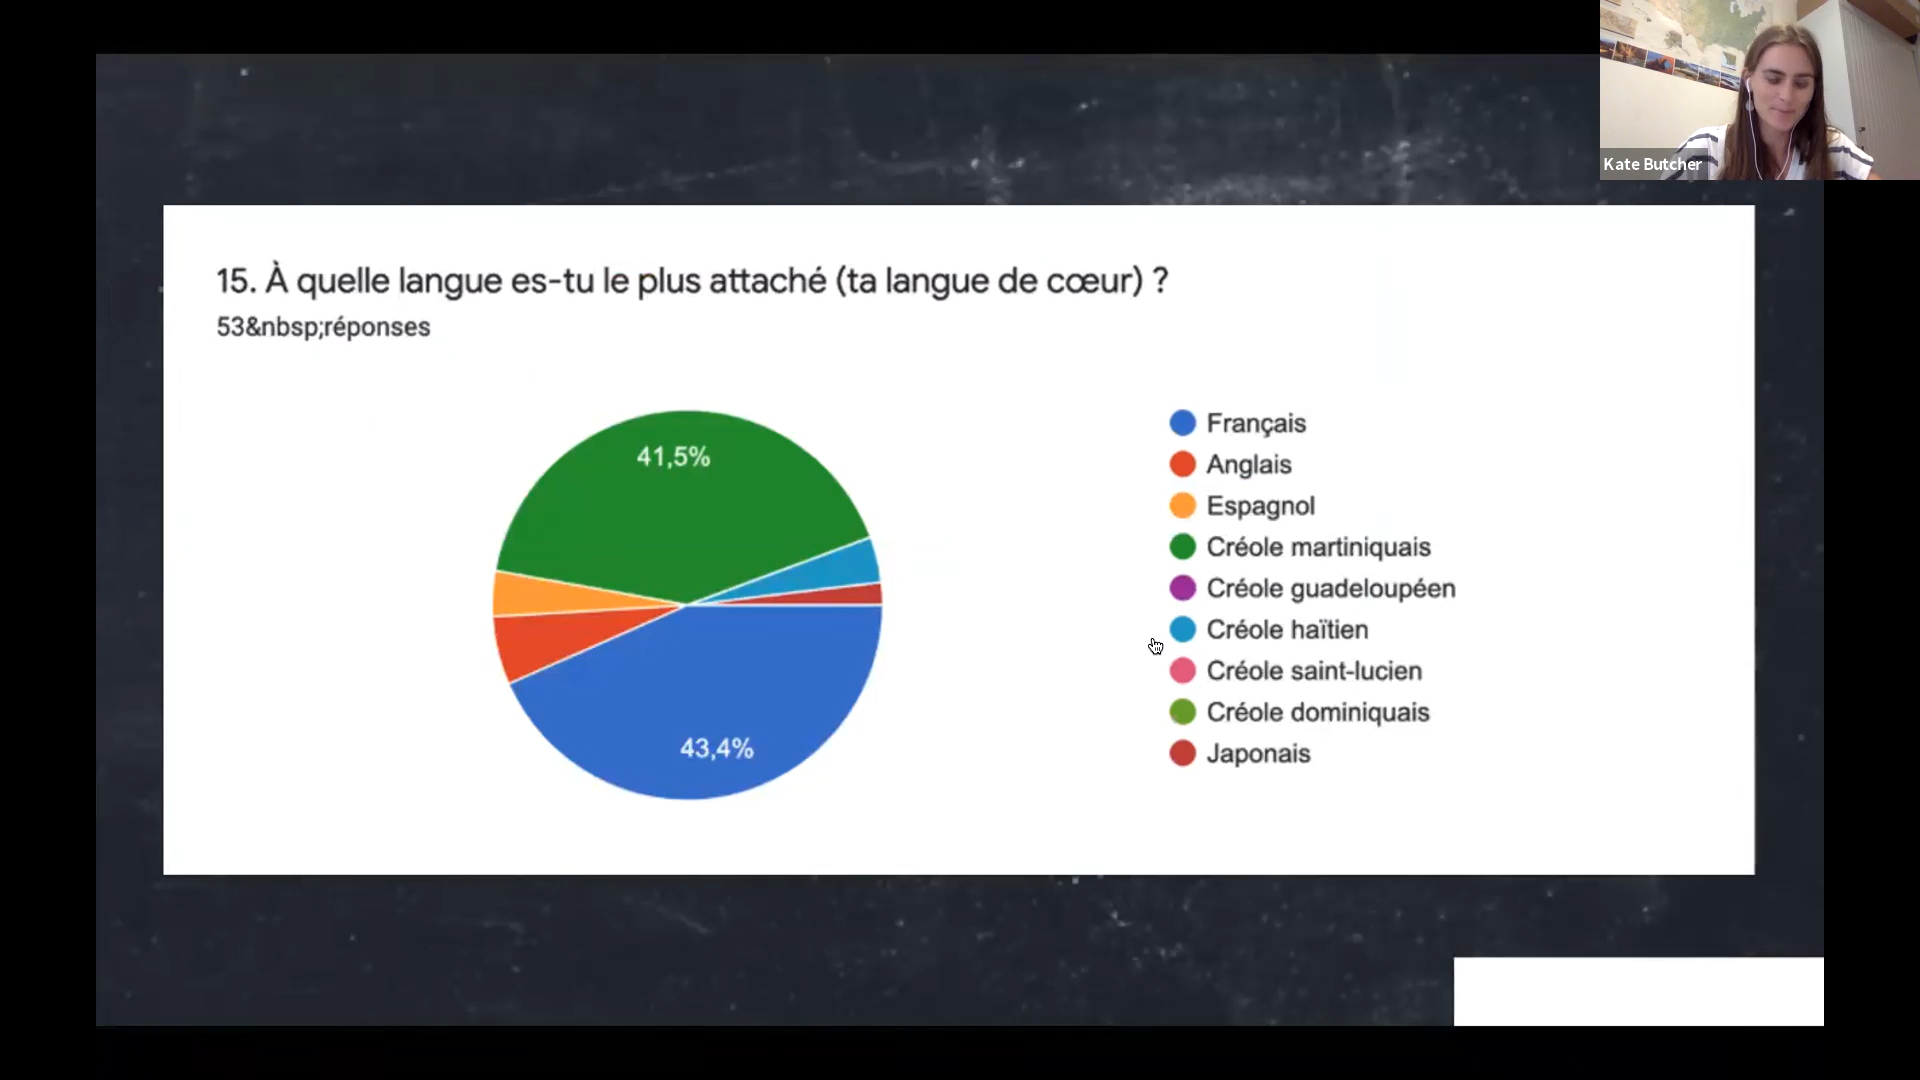 Kate Butcher
15. À quelle langue es-tu le plus attaché (ta langue de cœur) ?
53&nbsp;réponses
41,5%
43,4%
Français
Anglais
Espagnol
Créole martiniquais
Créole guadeloupéen
Créole haïtien
Créole saint-lucien
Créole dominiquais
Japonais